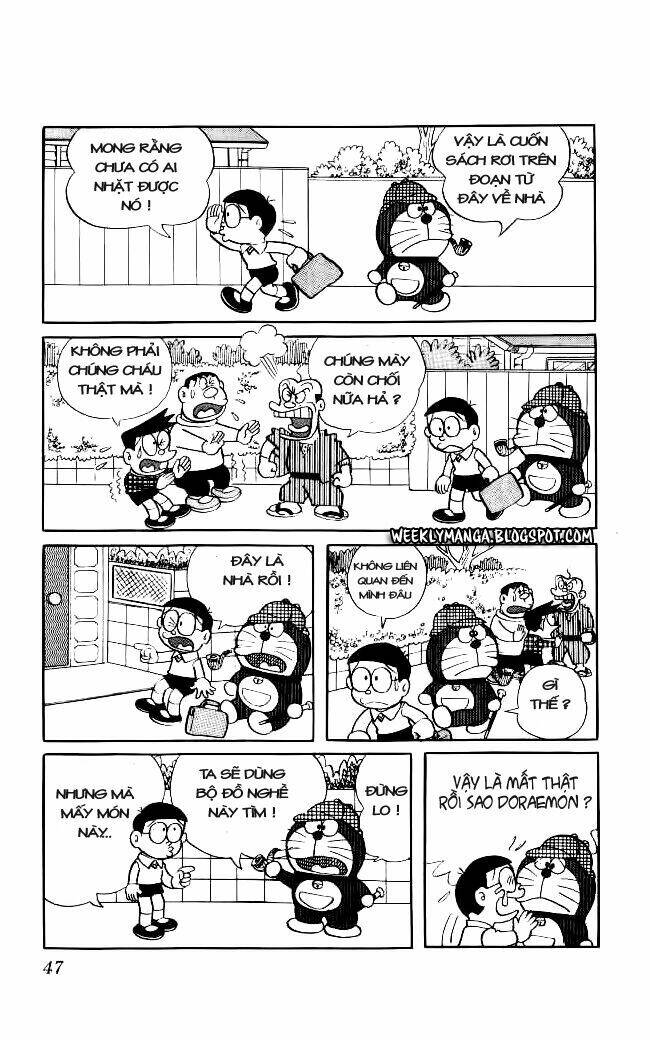 VẬY LÀ CUỐN
SÁCH RƠI TRÊN
ĐOẠN TỪ
ĐÂY VỀ NHÀ
MONG RẰNG
CHƯA CÓ AI
NHẶT ĐƯỢC
NÓ !
CHÚNG MÀY
CÒN CHỐI
NỮA HẢ ?
KHÔNG PHẢI
CHÚNG CHÁU
THẬT MÀ !
WEEKLYMANGA.BLOGSPOT.COM
GÌ
THẾ ?
KHÔNG LIÊN
QUAN ĐẾN
MÌNH ĐÂU
ĐÂY LÀ
NHÀ RỒI !
VẬY LÀ MẤT THẬT
RỒI SAO DORAEMON ?
ĐỪNG
LO !
TA SẼ DÙNG
BỘ ĐỒ NGHỀ
NÀY TÌM !
NHƯNG MÀ
MẤY MÓN
NÀY..
47